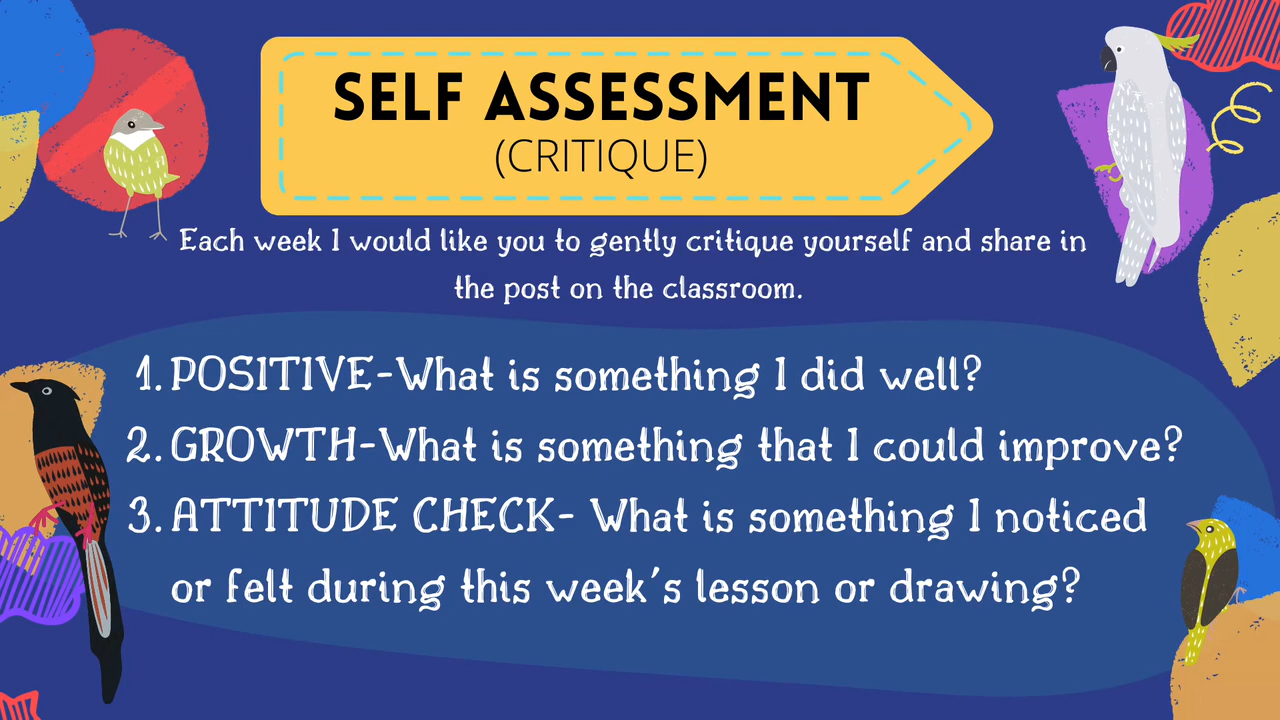 SELF ASSESSMENT
(CRITIQUE)
Each week I would like you to gently critique yourself and share in
the post on the classroom.
1. POSITIVE-What is something I did well?
2. GROWTH-What is something that I could improve?
3. ATTITUDE CHECK- What is something I noticed
or felt during this week's lesson or drawing?